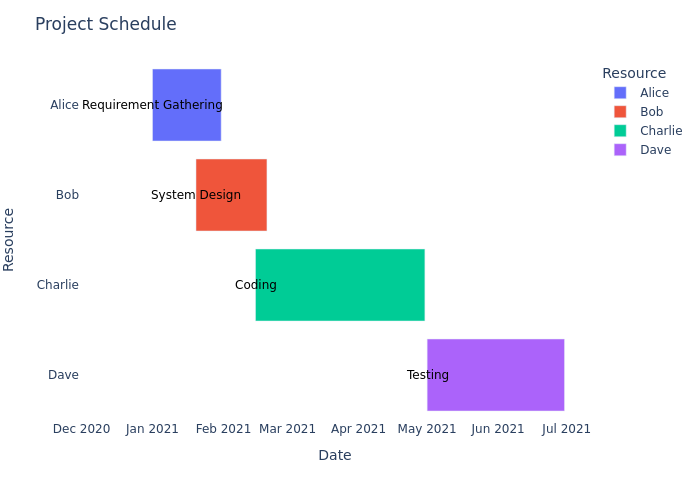 Project Schedule
Resource
Alice
Bob
Charlie
Dave
Alice
Requirement Gathering
Bob
System Design
Charlie
Coding
Dave
Testing
Resource
Dec 2020
Jan 2021
Feb 2021
Mar 2021
Apr 2021
May 2021
Jun 2021
Jul 2021
Date